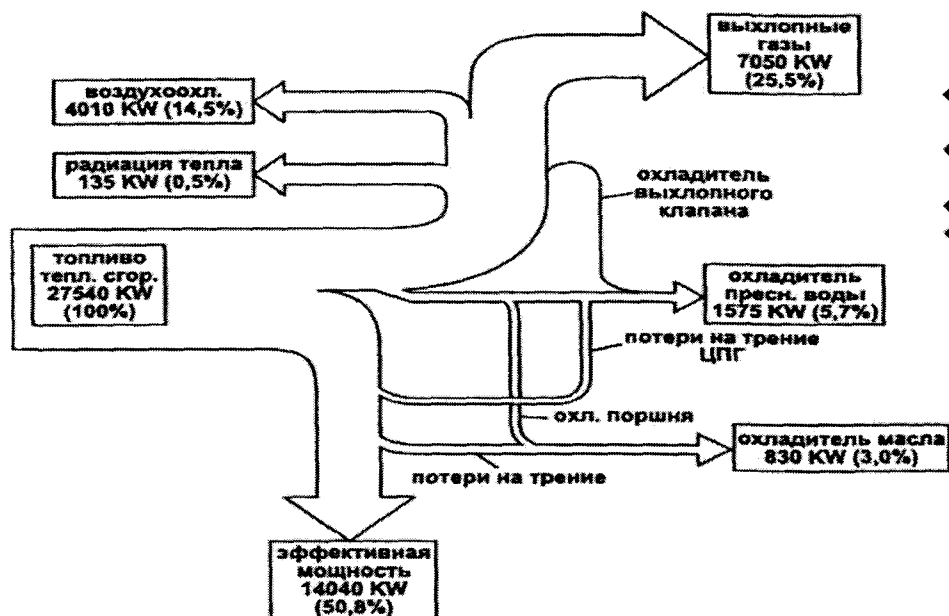 выхлопные
газы
7050 KW
(25,5%)
воздухоохл.
4010 KW (14,5%)
радиация тепла
135 KW (0,5%)
охладитель
выхлопного
клапана
топливо
тепл. сгор.
27540 KW
(100%)
охладитель
пресн. воды
1575 KW (5,7%)
потери на трение
ЦПГ
охл. поршня
охладитель масла
830 KW (3,0%)
потери на трение
эффективная
мощность
14040 KW
(50,8%)